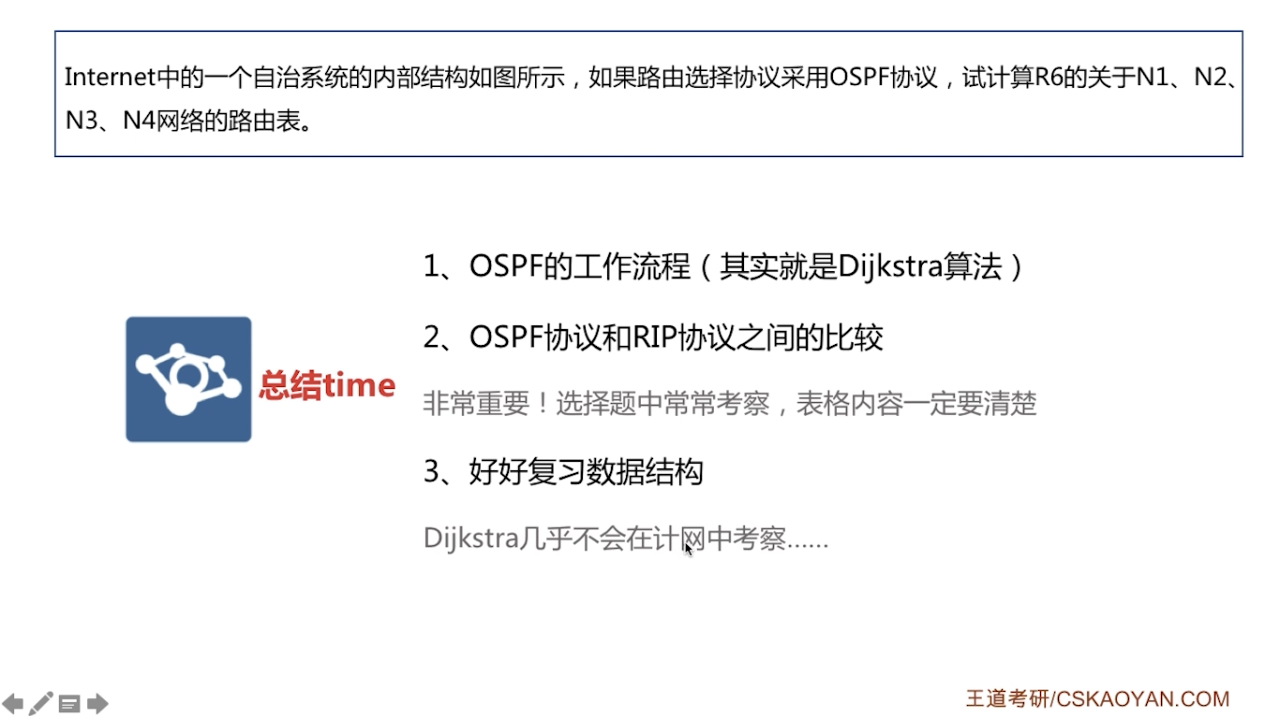 Internet中的一个自治系统的内部结构如图所示，如果路由选择协议采用OSPF协议，试计算R6的关于N1、N2、
N3、N4网络的路由表。
1、OSPF的工作流程（其实就是Dijkstra算法）
2、OSPF协议和RIP协议之间的比较
总结time
非常重要！选择题中常常考察，表格内容一定要清楚
3、好好复习数据结构
Dijkstra几乎不会在计网中考察……
王道考研/CSKAOYAN.COM